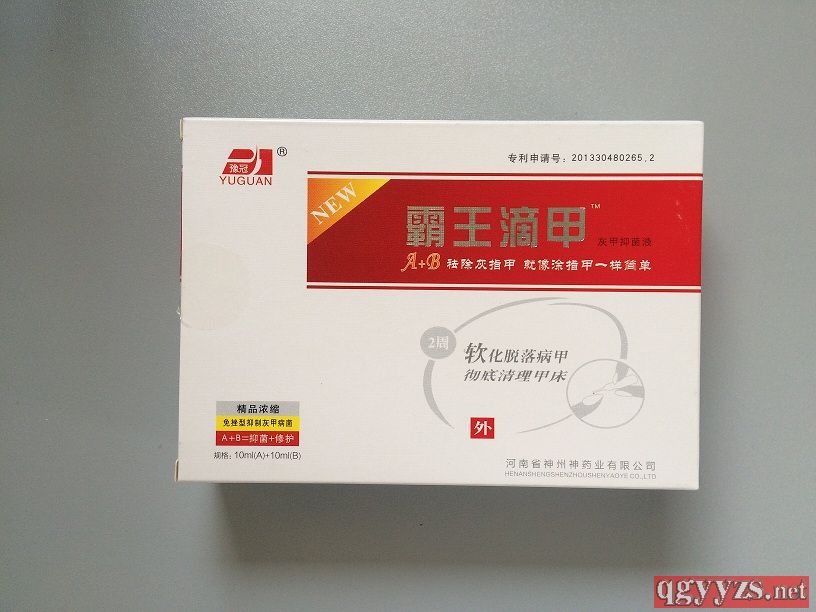 豫冠
®
YUGUAN
专利申请号：201330480265.2
NEW
霸王滴甲™
灰甲抑菌液
A+B 祛除灰指甲 就像涂指甲一样简单
2周
软化脱落病甲
彻底清理甲床
精品浓缩
免挫型抑制灰甲病菌
A+B=抑菌+修护
规格：10ml(A)+10ml(B)
外
河南省神州神药业有限公司
HENANSHENGSHENZHOUSHENYAOYE CO.,LTD
qgyyzs.net